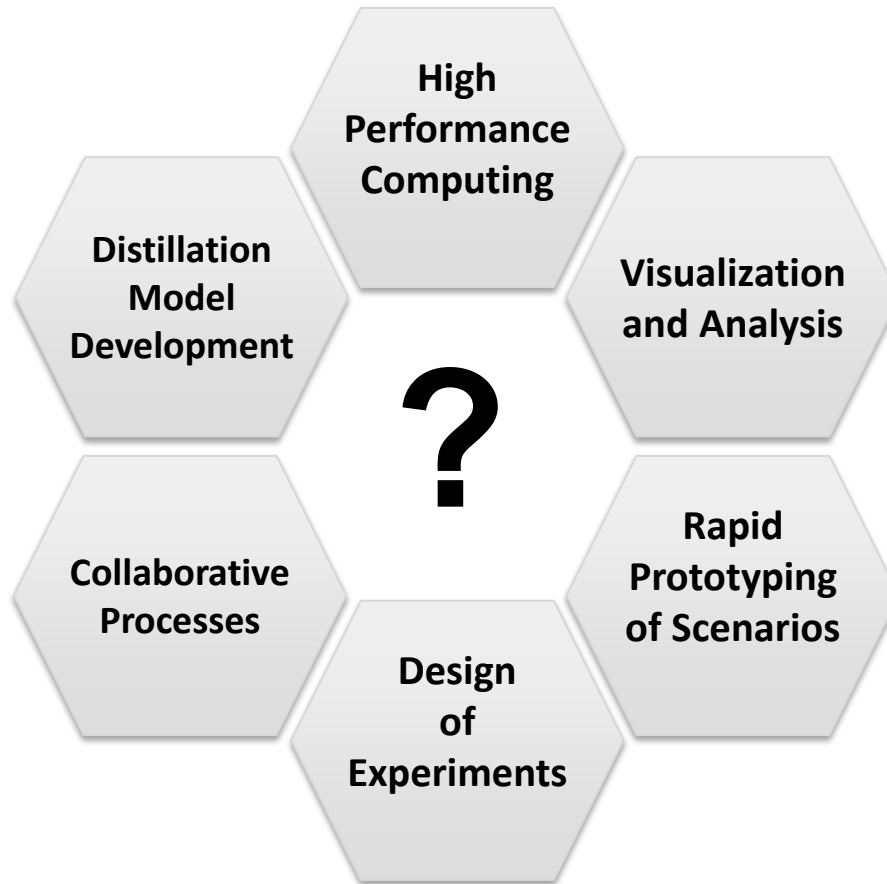 High
Performance
Computing
Distillation
Model
Development
Visualization
and Analysis
?
Collaborative
Processes
Rapid
Prototyping
of Scenarios
Design
of
Experiments